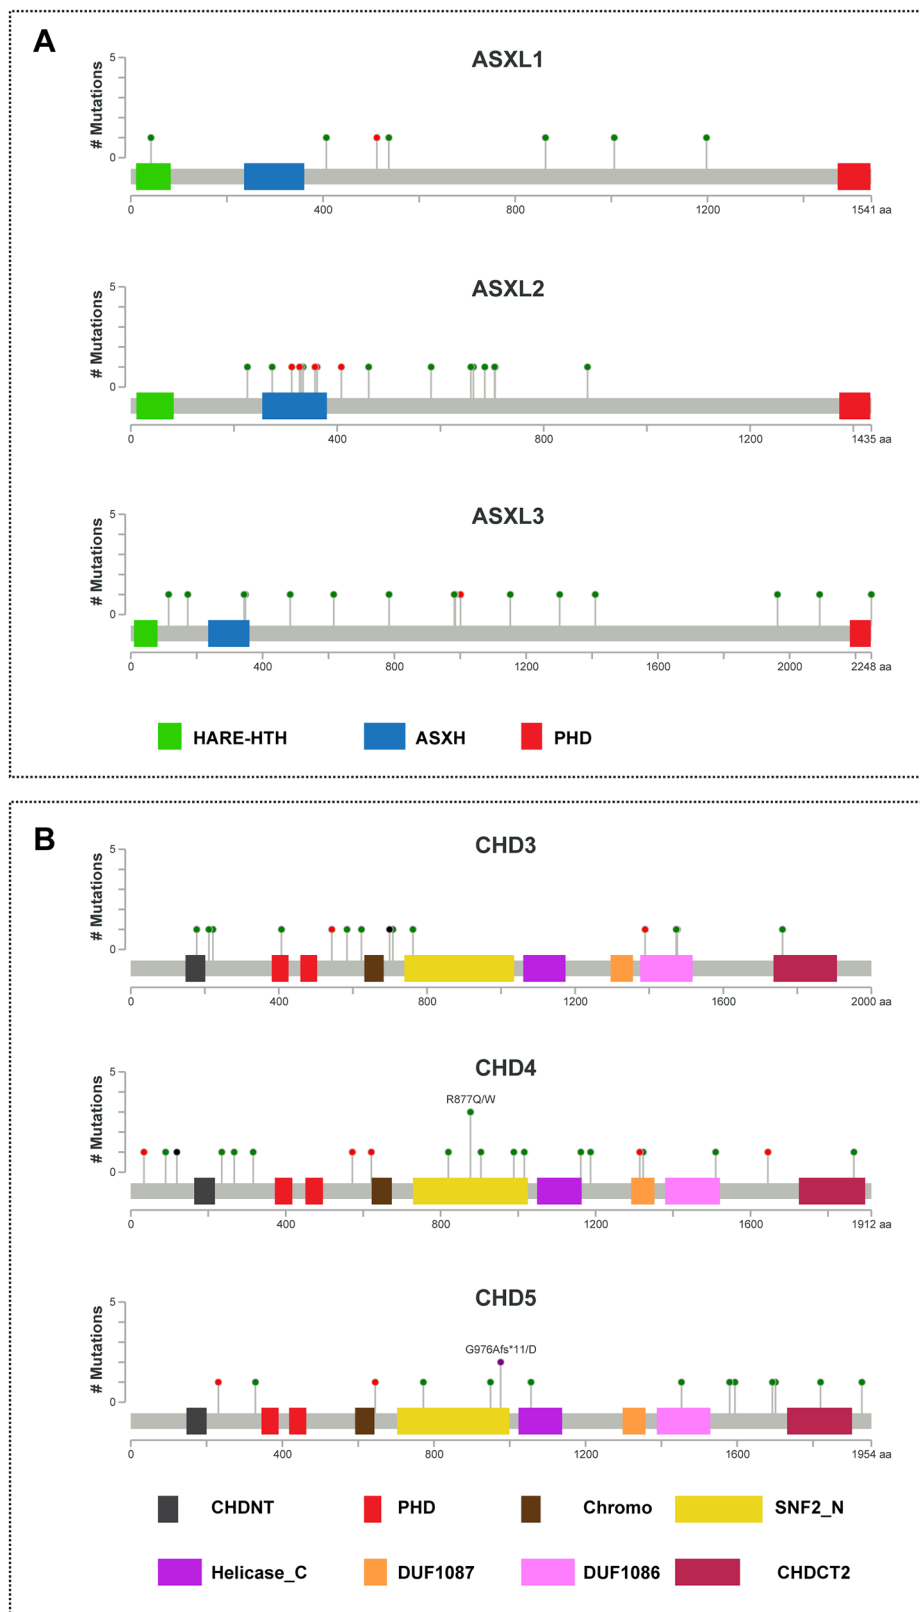 A
ASXL1
# Mutations
5
0
0 400 800 1200 1541 aa
ASXL2
# Mutations
5
0
0 400 800 1200 1435 aa
ASXL3
# Mutations
5
0
0 400 800 1200 1600 2000 2248 aa
HARE-HTH ASXH PHD
B
CHD3
# Mutations
5
0
0 400 800 1200 1600 2000 aa
CHD4
# Mutations
5
R877Q/W
0
0 400 800 1200 1600 1912 aa
CHD5
# Mutations
5
G976Afs*11/D
0
0 400 800 1200 1600 1954 aa
CHDNT PHD Chromo SNF2_N
Helicase_C DUF1087 DUF1086 CHDCT2